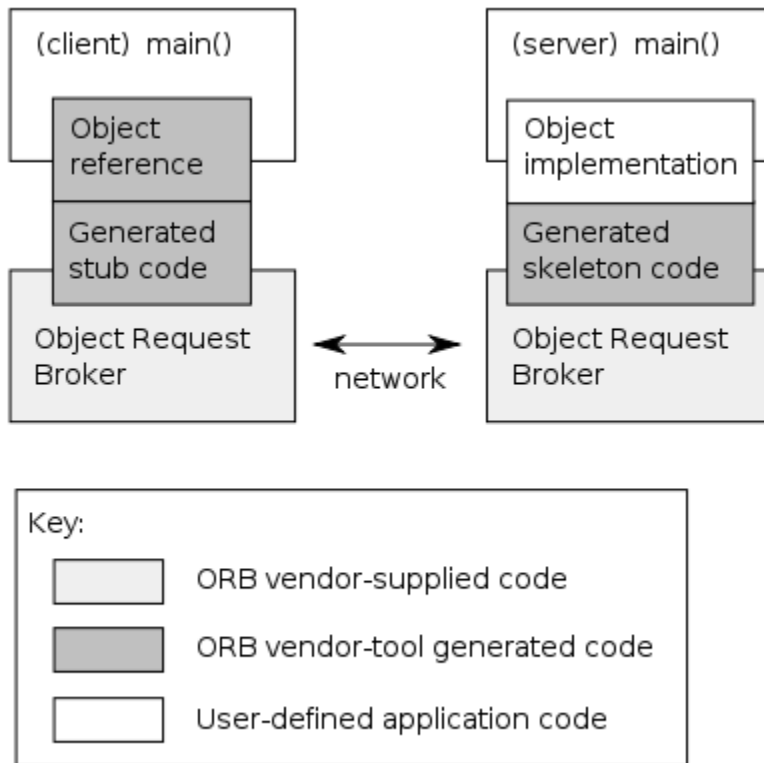 (client) main()
Object
reference
Generated
stub code
Object Request
Broker
network
(server) main()
Object
implementation
Generated
skeleton code
Object Request
Broker
Key:
ORB vendor-supplied code
ORB vendor-tool generated code
User-defined application code